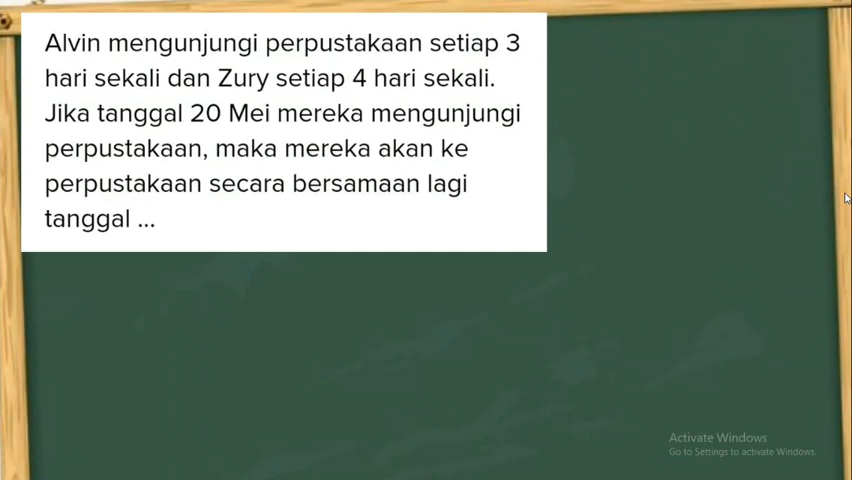 Alvin mengunjungi perpustakaan setiap 3
hari sekali dan Zury setiap 4 hari sekali.
Jika tanggal 20 Mei mereka mengunjungi
perpustakaan, maka mereka akan ke
perpustakaan secara bersamaan lagi
tanggal ...
Activate Windows
Go to Settings to activate Windows.